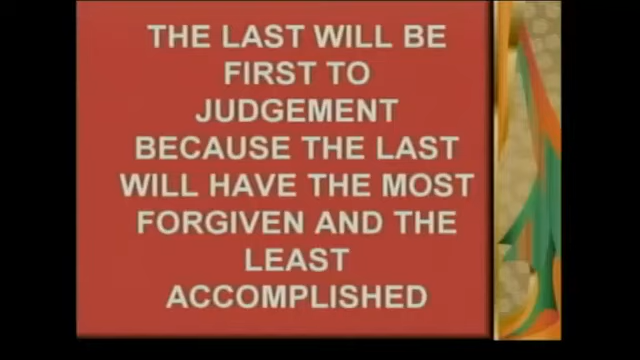 THE LAST WILL BE
FIRST TO
JUDGEMENT
BECAUSE THE LAST
WILL HAVE THE MOST
FORGIVEN AND THE
LEAST
ACCOMPLISHED